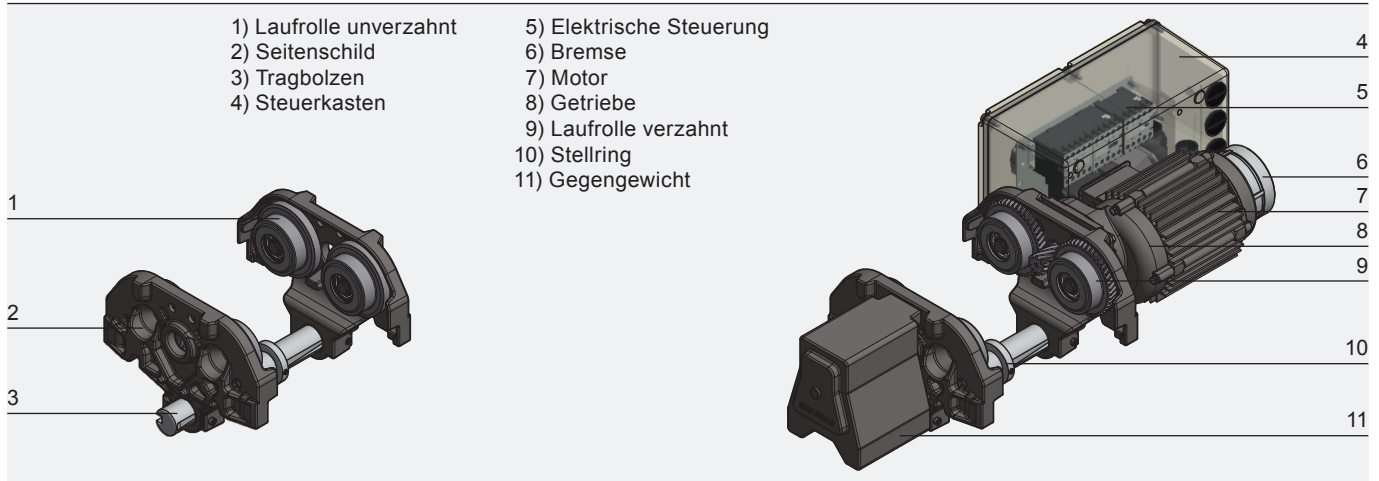 1) Laufrolle unverzahnt
2) Seitenschild
3) Tragbolzen
4) Steuerkasten
5) Elektrische Steuerung
6) Bremse
7) Motor
8) Getriebe
9) Laufrolle verzahnt
10) Stellring
11) Gegengewicht
1
2
3
4
5
6
7
8
9
10
11